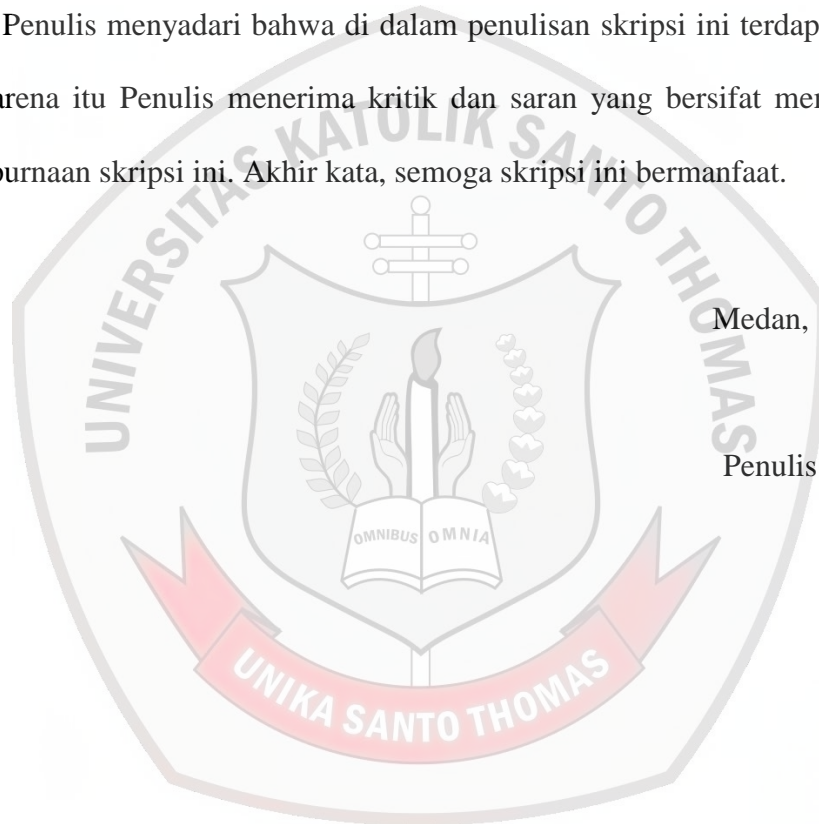 Penulis menyadari bahwa di dalam penulisan skripsi ini terdap
arena itu Penulis menerima kritik dan saran yang bersifat mer
purnaan skripsi ini. Akhir kata, semoga skripsi ini bermanfaat.
UNIVERSITAS KATOLIK SANTO THOMAS
Medan,
Penulis
OMNIBUS OMNIA
UNIKA SANTO THOMAS